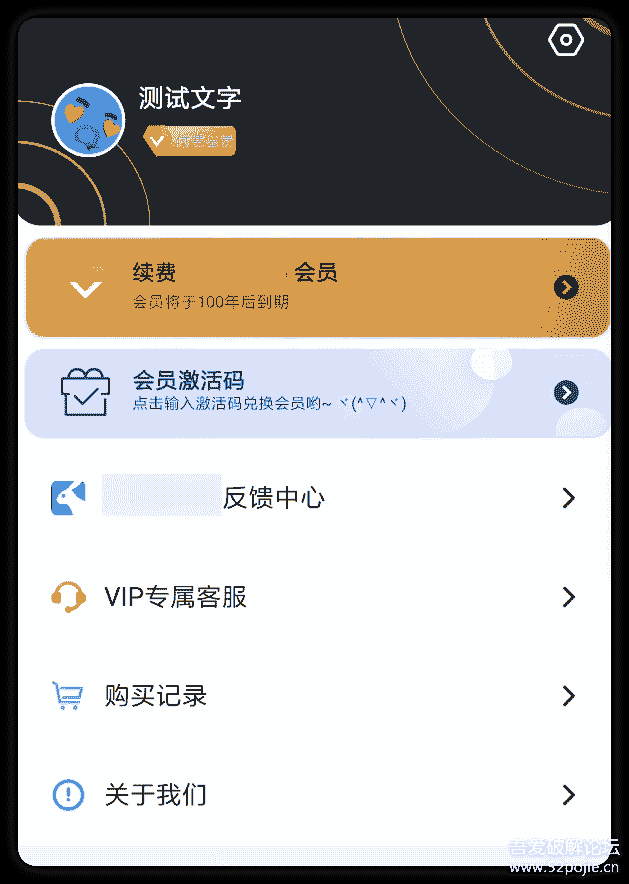 测试文字
续费 会员
会员将于100年后到期
会员激活码
点击输入激活码兑换会员哟~ ヾ(^▽^ヾ)
反馈中心
VIP专属客服
购买记录
关于我们
吾爱破解论坛
www.52pojie.cn